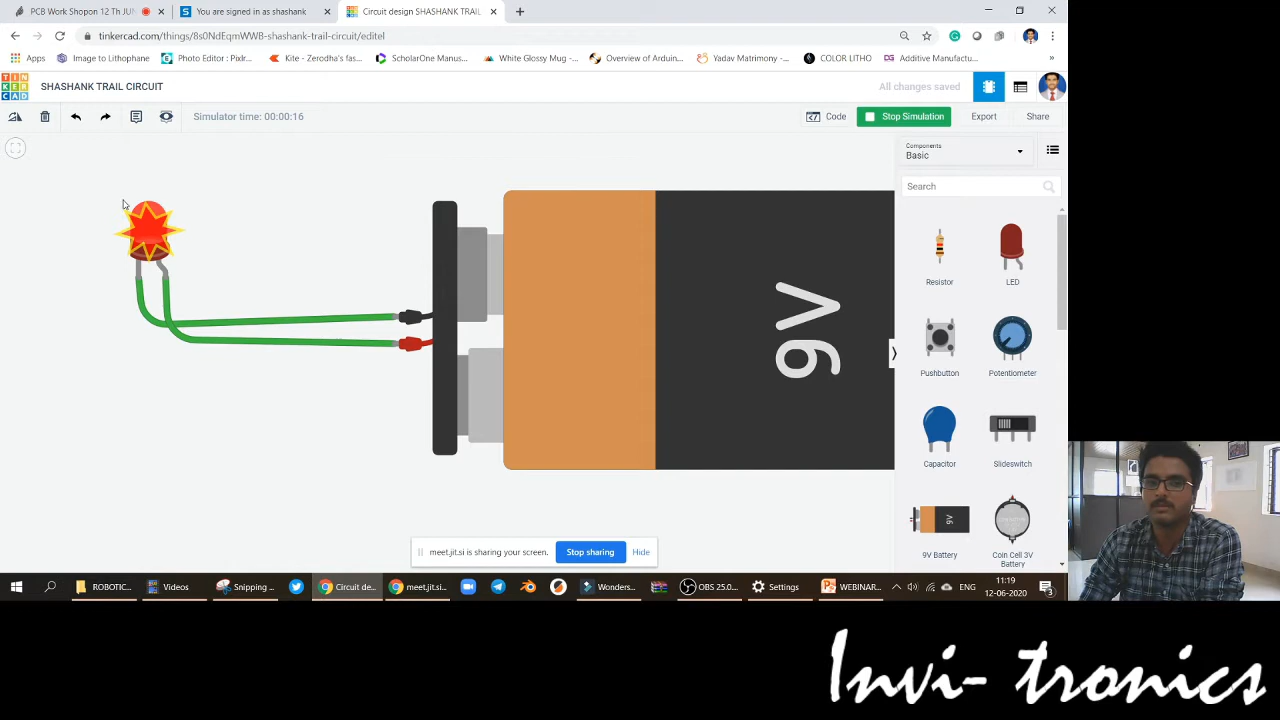 PCB Work Shopon 12 Th JUN
You are signed in as shashank
Circuit design SHASHANK TRAIL
tinkercad.com/things/8s0NdEqmWWB-shashank-trail-circuit/editel
Apps
Image to Lithophane
Photo Editor : Pixlr...
Kite - Zerodha's fas...
ScholarOne Manus...
White Glossy Mug -...
Overview of Arduin...
Yadav Matrimony -...
COLOR LITHO
Additive Manufactu...
»
TIN
KER
CAD
SHASHANK TRAIL CIRCUIT
All changes saved
Simulator time: 00:00:16
Code
Stop Simulation
Export
Share
Components
Basic
Search
Resistor
LED
Pushbutton
Potentiometer
Capacitor
Slideswitch
9V
9V Battery
Coin Cell 3V
Battery
9V
meet.jit.si is sharing your screen.
Stop sharing
Hide
ROBOTIC...
Videos
Snipping ...
Circuit de...
meet.jit.si...
Wonders...
OBS 25.0...
Settings
WEBINAR...
ENG
11:19
12-06-2020
3
Invi- tronics